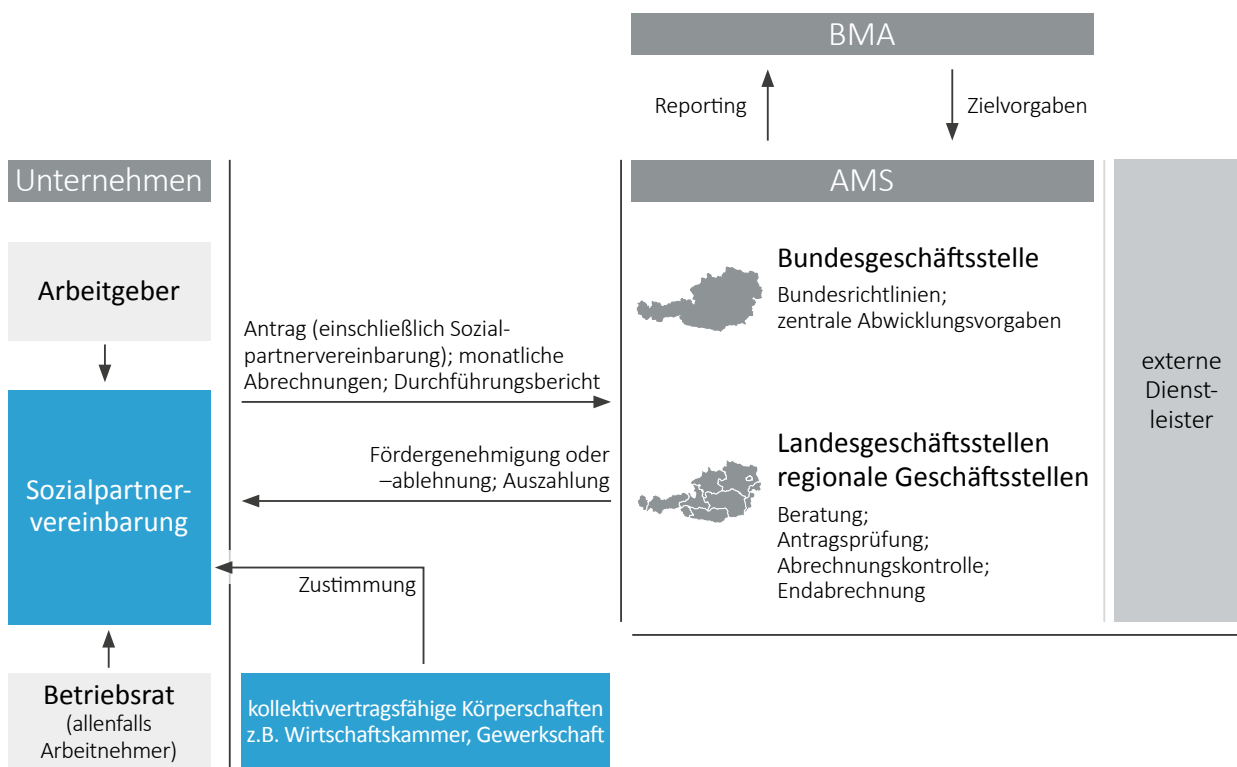 BMA
Reporting
Zielvorgaben
Unternehmen
AMS
Arbeitgeber
Sozialpartner-
vereinbarung
Betriebsrat
(allenfalls
Arbeitnehmer)
Antrag (einschließlich Sozial-
partnervereinbarung); monatliche
Abrechnungen; Durchführungsbericht
Fördergenehmigung oder
–ablehnung; Auszahlung
Zustimmung
kollektivvertragsfähige Körperschaften
z.B. Wirtschaftskammer, Gewerkschaft
Bundesgeschäftsstelle
Bundesrichtlinien;
zentrale Abwicklungsvorgaben
Landesgeschäftsstellen
regionale Geschäftsstellen
Beratung;
Antragsprüfung;
Abrechnungskontrolle;
Endabrechnung
externe
Dienst-
leister